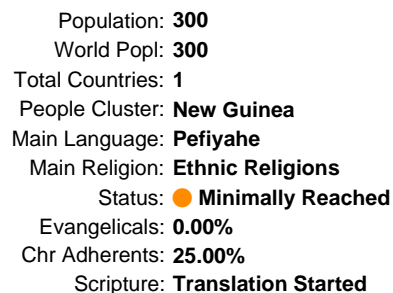 Population: 300
World Popl: 300
Total Countries: 1
People Cluster: New Guinea
Main Language: Pefiyahe
Main Religion: Ethnic Religions
Status: Minimally Reached
Evangelicals: 0.00%
Chr Adherents: 25.00%
Scripture: Translation Started